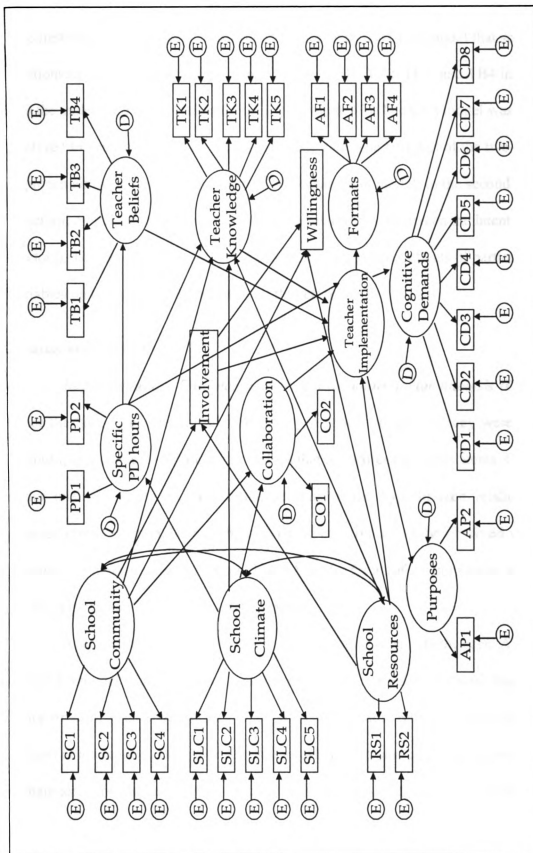 E
E
E
E
E
E
PD1
PD2
TB1
TB2
TB3
TB4
D
Specific
PD hours
Teacher
Beliefs
D
E
SC1
E
SC2
E
SC3
E
SC4
School
Community
E
SLC1
E
SLC2
E
SLC3
E
SLC4
E
SLC5
School
Climate
E
RS1
E
RS2
School
Resources
Involvement
Collaboration
D
CO1
CO2
Teacher
Knowledge
D
TK1
E
TK2
E
TK3
E
TK4
E
TK5
E
Willingness
Teacher
Implementation
Formats
D
AF1
E
AF2
E
AF3
E
AF4
E
Purposes
D
AP1
AP2
E
E
Cognitive
Demands
D
CD1
CD2
CD3
CD4
CD5
CD6
CD7
CD8
E
E
E
E
E
E
E
E